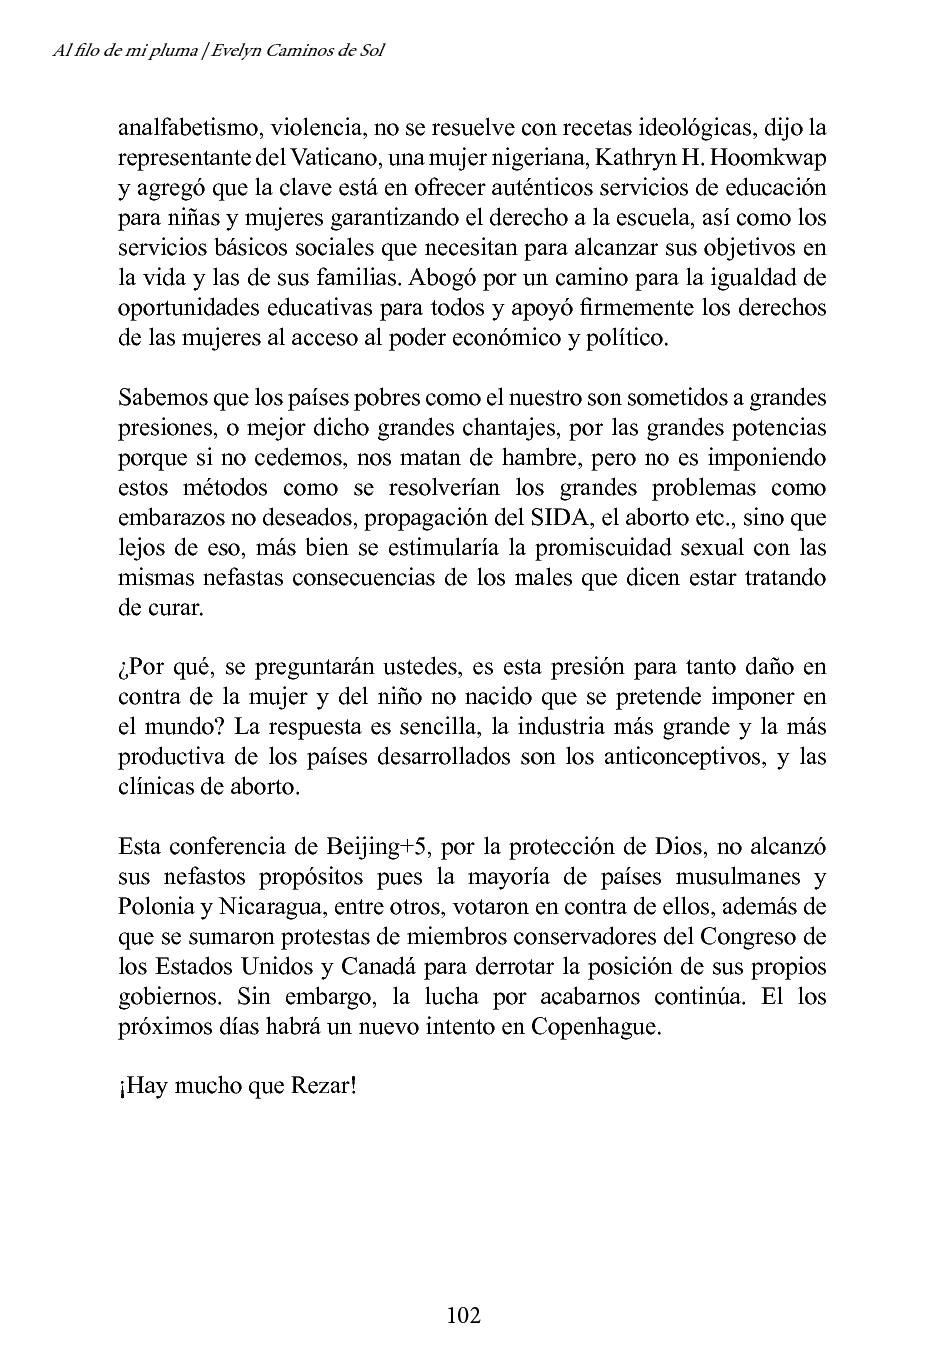 Al filo de mi pluma | Evelyn Caminos de Sol
analfabetismo, violencia, no se resuelve con recetas ideológicas, dijo la
representante del Vaticano, una mujer nigeriana, Kathryn H. Hoomkwap
y agregó que la clave está en ofrecer auténticos servicios de educación
para niñas y mujeres garantizando el derecho a la escuela, así como los
servicios básicos sociales que necesitan para alcanzar sus objetivos en
la vida y las de sus familias. Abogó por un camino para la igualdad de
oportunidades educativas para todos y apoyó firmemente los derechos
de las mujeres al acceso al poder económico y político.
Sabemos que los países pobres como el nuestro son sometidos a grandes
presiones, o mejor dicho grandes chantajes, por las grandes potencias
porque si no cedemos, nos matan de hambre, pero no es imponiendo
estos métodos como se resolverían los grandes problemas como
embarazos no deseados, propagación del SIDA, el aborto etc., sino que
lejos de eso, más bien se estimularía la promiscuidad sexual con las
mismas nefastas consecuencias de los males que dicen estar tratando
de curar.
¿Por qué, se preguntarán ustedes, es esta presión para tanto daño en
contra de la mujer y del niño no nacido que se pretende imponer en
el mundo? La respuesta es sencilla, la industria más grande y la más
productiva de los países desarrollados son los anticonceptivos, y las
clínicas de aborto.
Esta conferencia de Beijing+5, por la protección de Dios, no alcanzó
sus nefastos propósitos pues la mayoría de países musulmanes y
Polonia y Nicaragua, entre otros, votaron en contra de ellos, además de
que se sumaron protestas de miembros conservadores del Congreso de
los Estados Unidos y Canadá para derrotar la posición de sus propios
gobiernos. Sin embargo, la lucha por acabarnos continúa. El los
próximos días habrá un nuevo intento en Copenhague.
¡Hay mucho que Rezar!
102